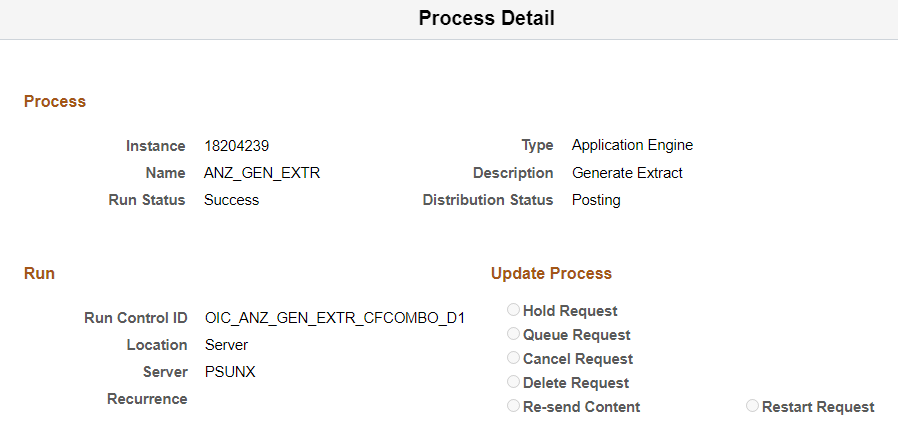 Process Detail
Process
Instance 18204239 Type Application Engine
Name ANZ_GEN_EXTR Description Generate Extract
Run Status Success Distribution Status Posting
Run Update Process
Hold Request
Run Control ID OIC_ANZ_GEN_EXTR_CFCOMBO_D1
Queue Request
Location Server
Cancel Request
Server PSUNX
Delete Request
Recurrence
Re-send Content Restart Request